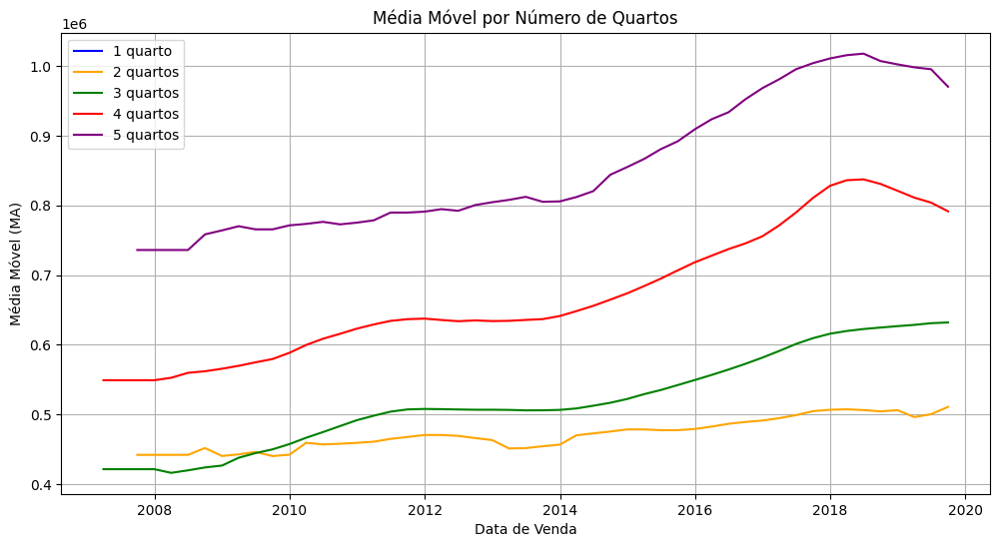 Média Móvel por Número de Quartos
1e6
1 quarto
2 quartos
3 quartos
4 quartos
5 quartos
1.0
0.9
0.8
0.7
0.6
0.5
0.4
Média Móvel (MA)
2008 2010 2012 2014 2016 2018 2020
Data de Venda